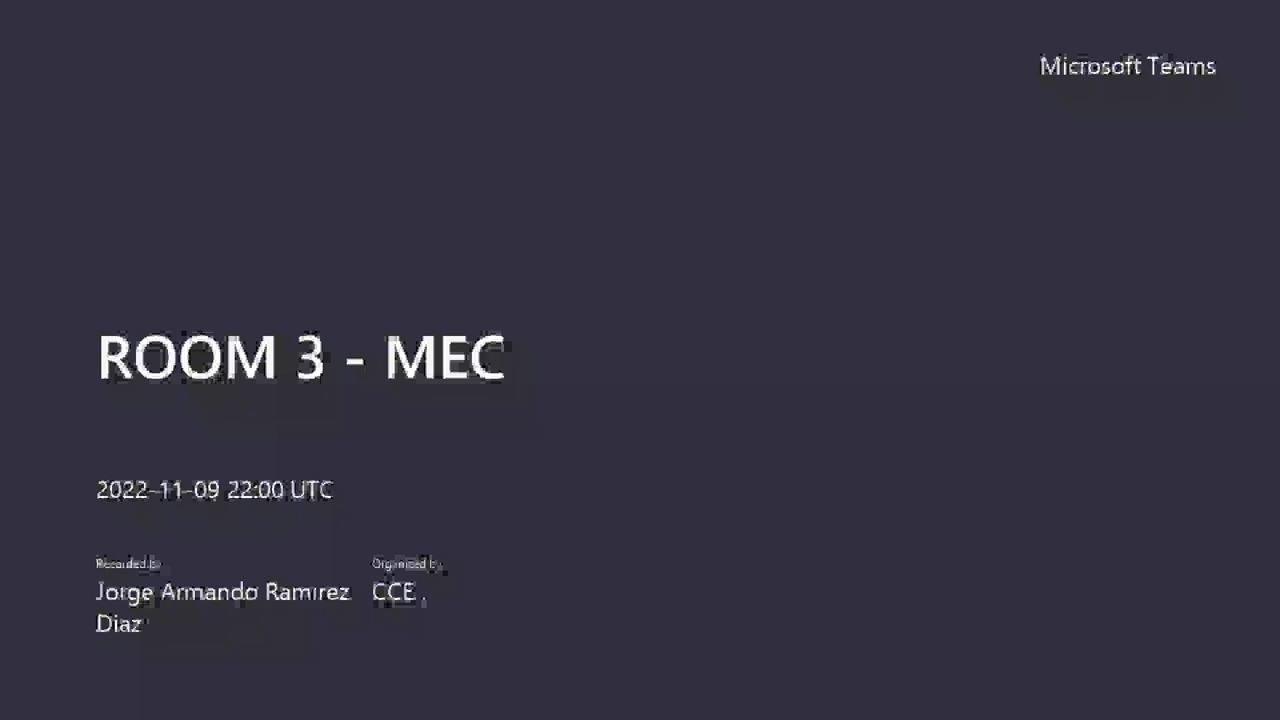 Microsoft Teams
ROOM 3 - MEC
2022-11-09 22:00 UTC
Recorded by
Organized by
Jorge Armando Ramirez
CCE .
Diaz